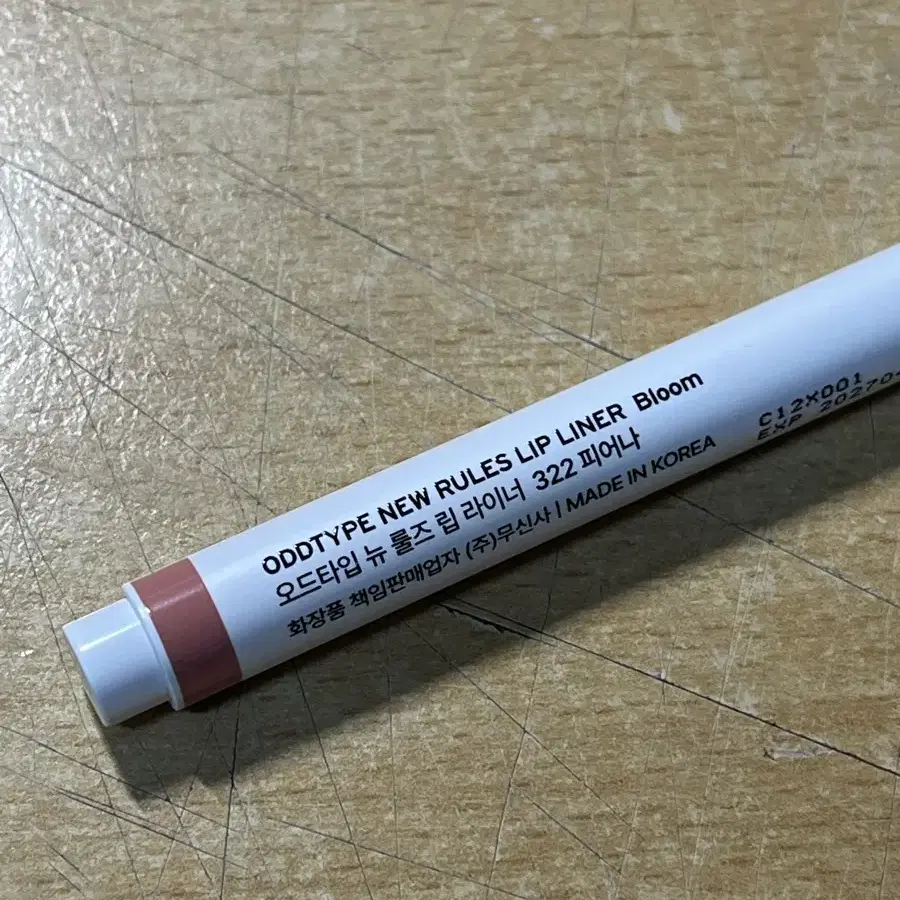 ODDTYPE NEW RULES LIP LINER Bloom
오드타입 뉴 룰즈 립 라이너 322 피어나
화장품 책임판매업자 (주)무신사 | MADE IN KOREA
C12X001
EXP